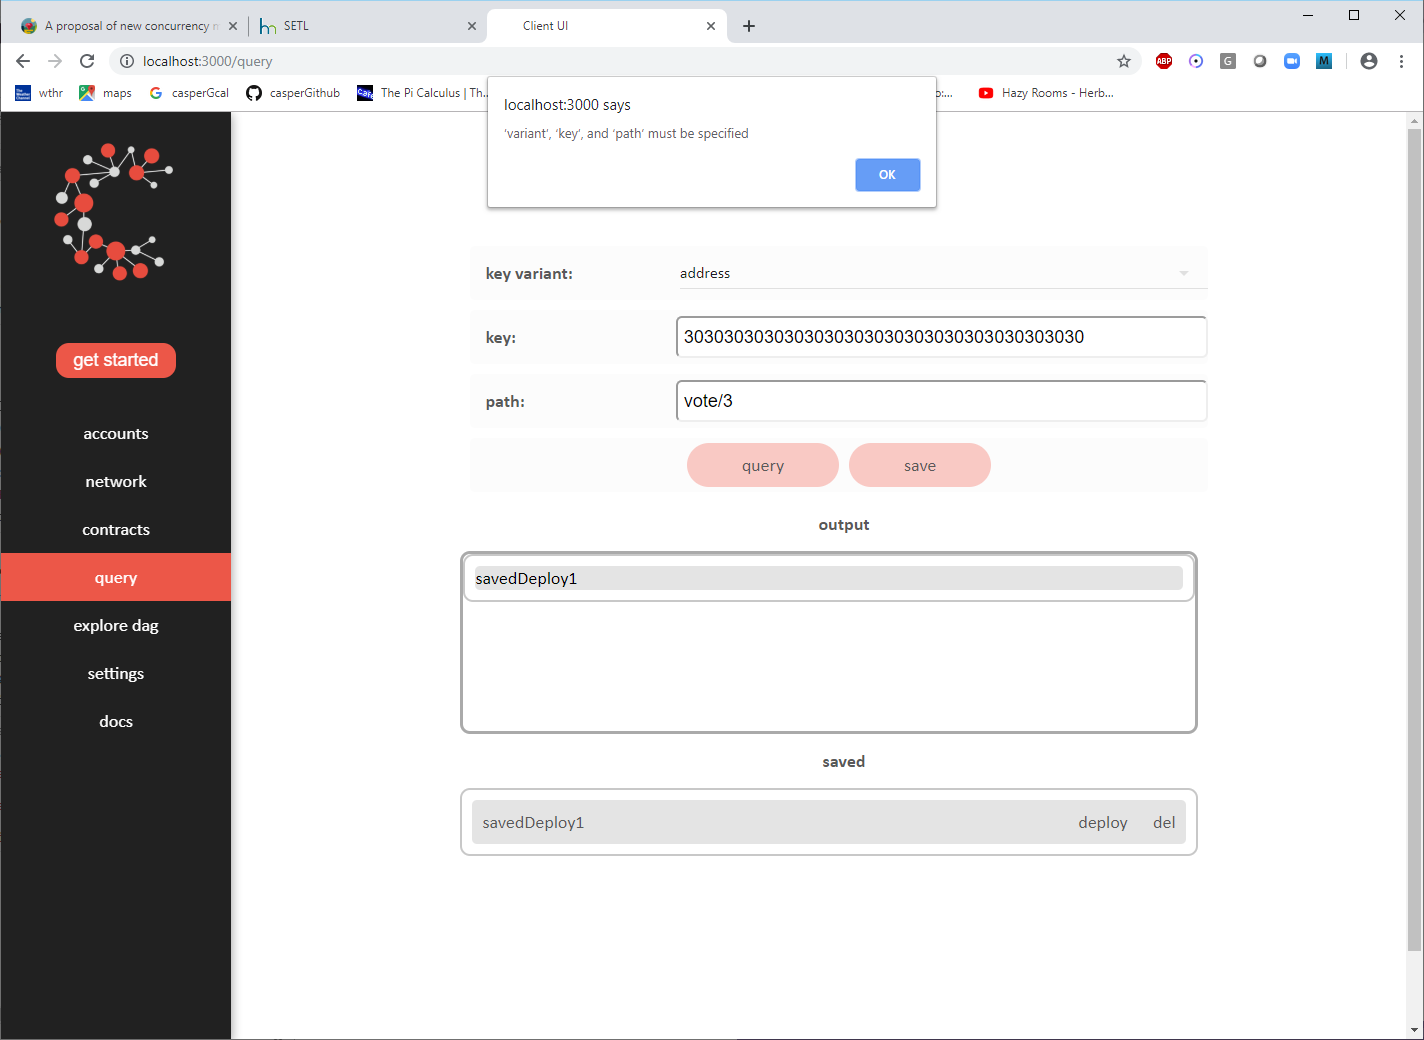 A proposal of new concurrency
SETL
Client UI
localhost:3000/query
ABP
G
M
wthr
maps
casperGcal
casperGithub
The Pi Calculus | Th...
Hazy Rooms - Herb...
localhost:3000 says
'variant', 'key', and 'path' must be specified
OK
key variant:
address
key:
3030303030303030303030303030303030303030
path:
vote/3
query
save
get started
accounts
network
contracts
query
explore dag
settings
docs
output
savedDeploy1
saved
savedDeploy1
deploy
del